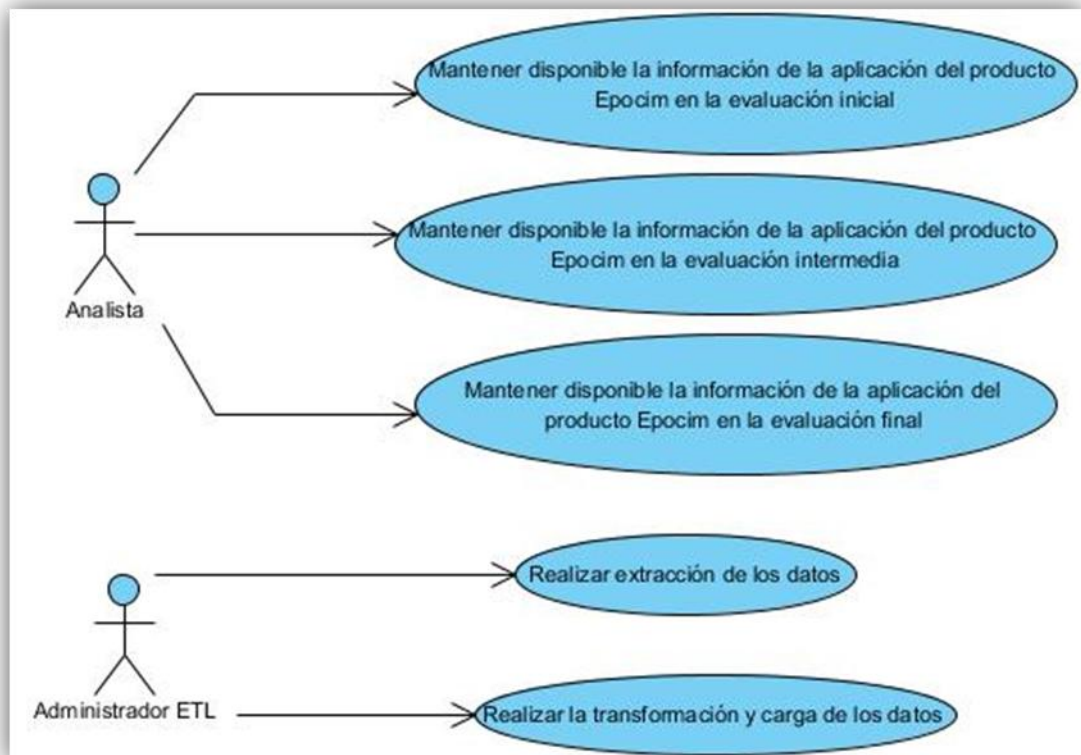 Mantener disponible la información de la aplicación del producto
Epocim en la evaluación inicial
Mantener disponible la información de la aplicación del producto
Epocim en la evaluación intermedia
Analista
Mantener disponible la información de la aplicación del
producto Epocim en la evaluación final
Realizar extracción de los datos
Administrador ETL
Realizar la transformación y carga de los datos